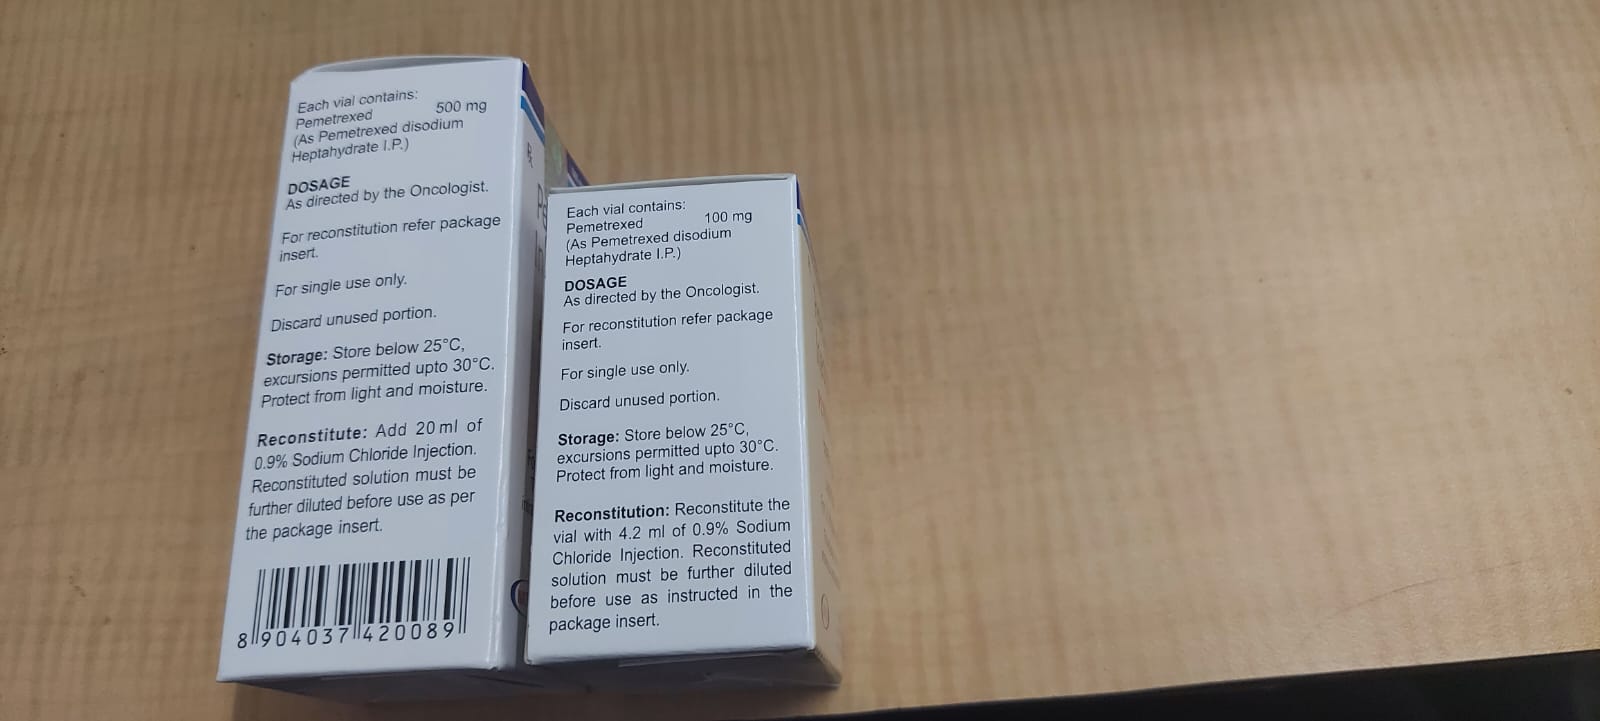 Each vial contains:
Pemetrexed 500 mg
(As Pemetrexed disodium
Heptahydrate I.P.)
DOSAGE
As directed by the Oncologist.
For reconstitution refer package
insert.
For single use only.
Discard unused portion.
Storage: Store below 25°C,
excursions permitted upto 30°C.
Protect from light and moisture.
Reconstitute: Add 20 ml of
0.9% Sodium Chloride Injection.
Reconstituted solution must be
further diluted before use as per
the package insert.
8 904037 420089
Each vial contains:
Pemetrexed 100 mg
(As Pemetrexed disodium
Heptahydrate I.P.)
DOSAGE
As directed by the Oncologist.
For reconstitution refer package
insert.
For single use only.
Discard unused portion.
Storage: Store below 25°C,
excursions permitted upto 30°C.
Protect from light and moisture.
Reconstitution: Reconstitute the
vial with 4.2 ml of 0.9% Sodium
Chloride Injection. Reconstituted
solution must be further diluted
before use as instructed in the
package insert.